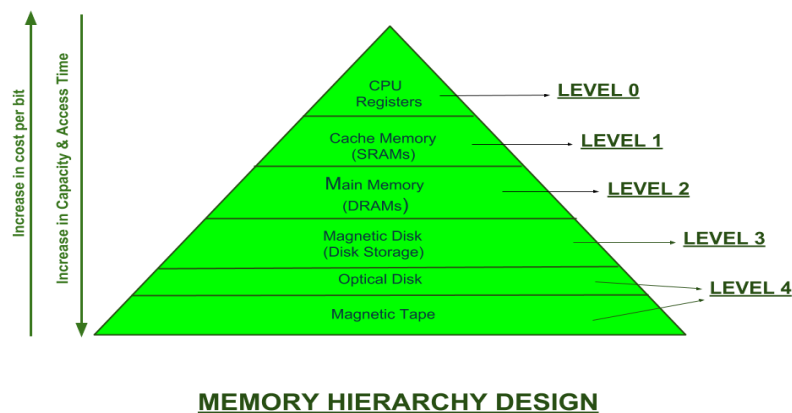 Increase in cost per bit
Increase in Capacity & Access Time
CPU
Registers
LEVEL 0
Cache Memory
(SRAMs)
LEVEL 1
Main Memory
(DRAMs)
LEVEL 2
Magnetic Disk
(Disk Storage)
LEVEL 3
Optical Disk
LEVEL 4
Magnetic Tape
MEMORY HIERARCHY DESIGN